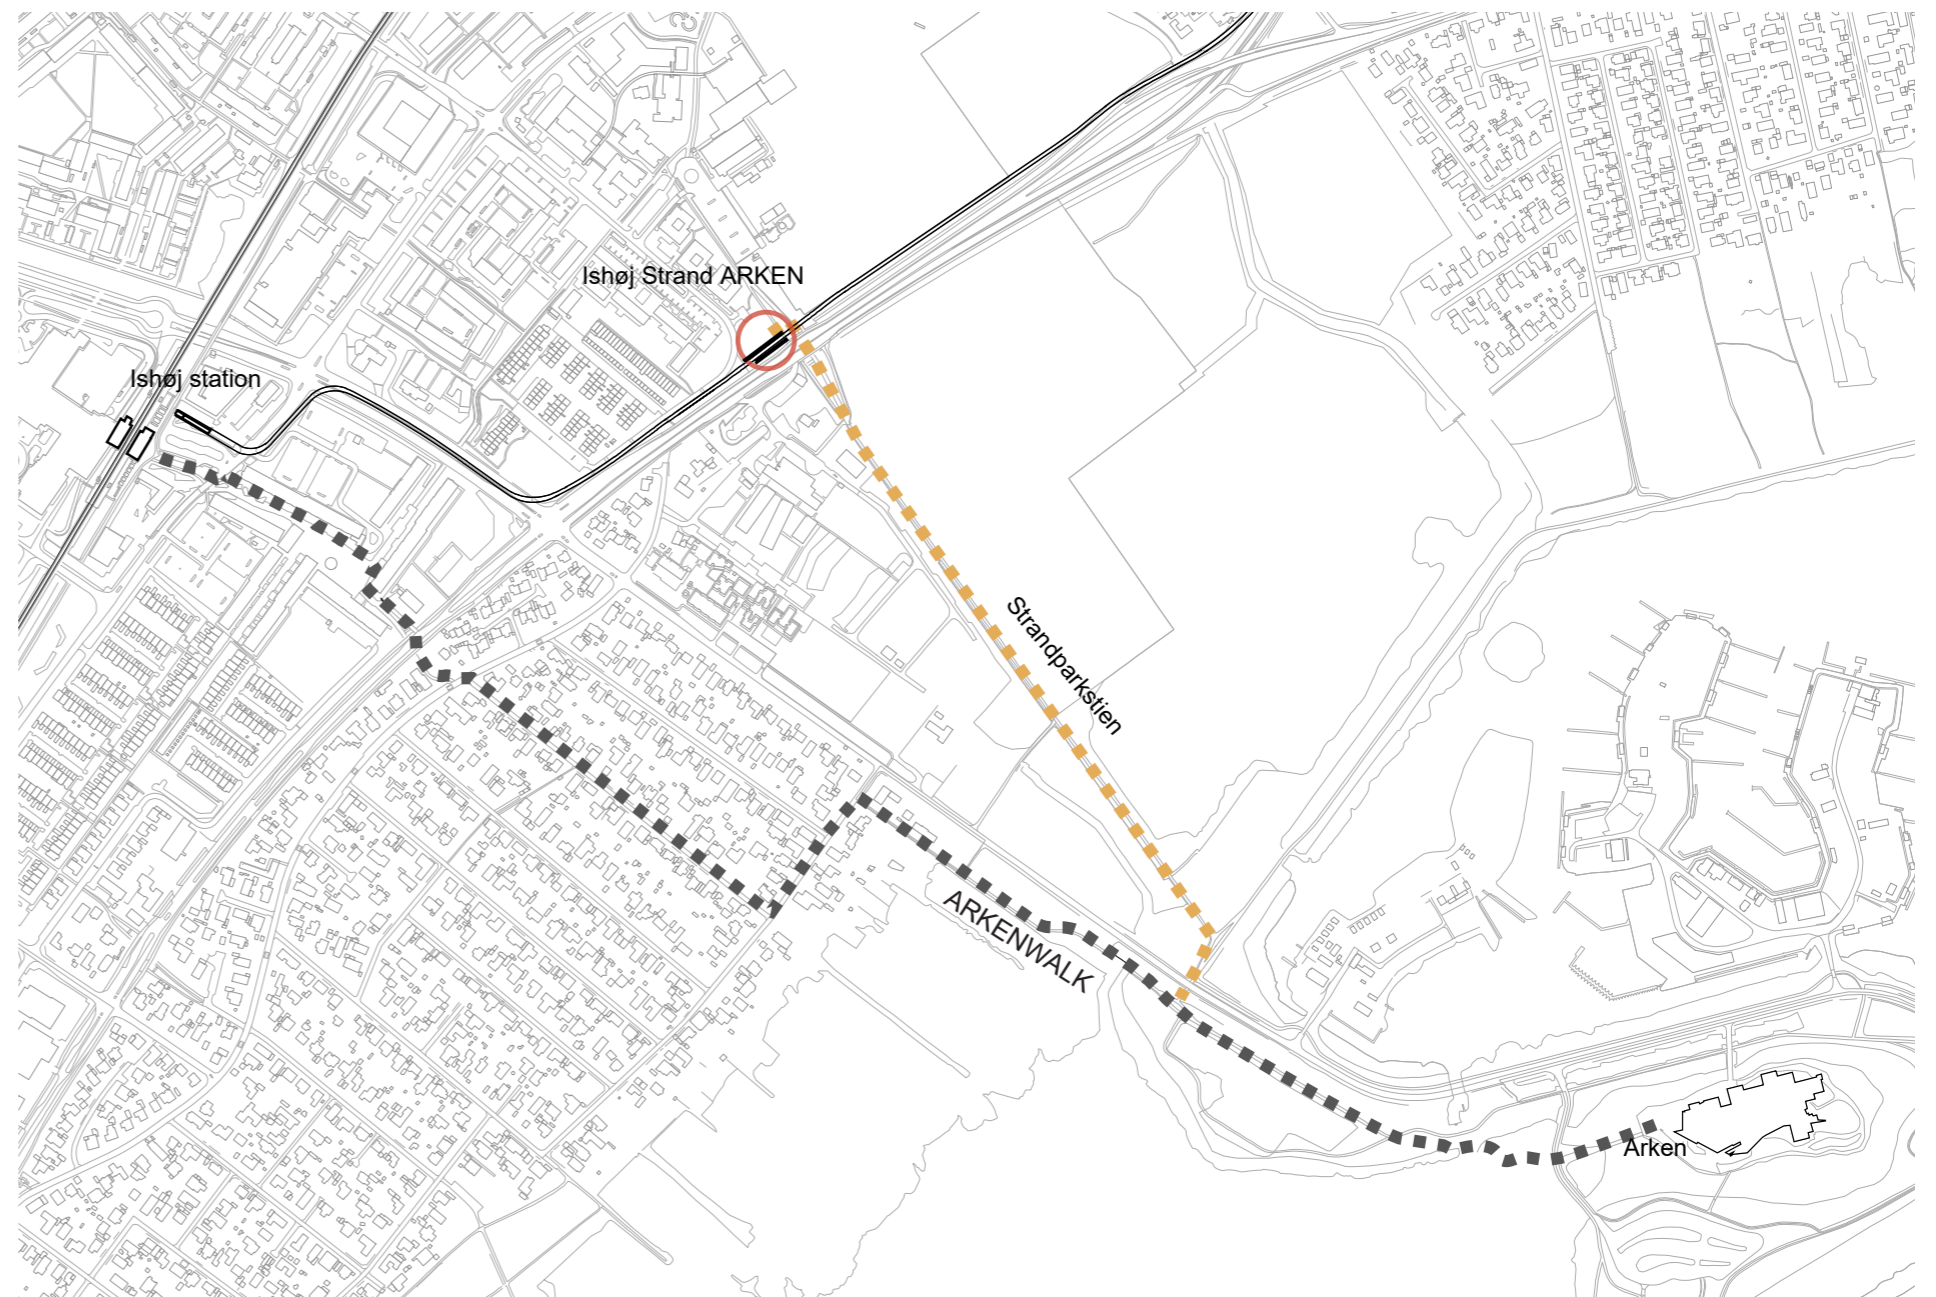 Ishøj Strand ARKEN
Ishøj station
Strandparkstien
ARKENWALK
Arken